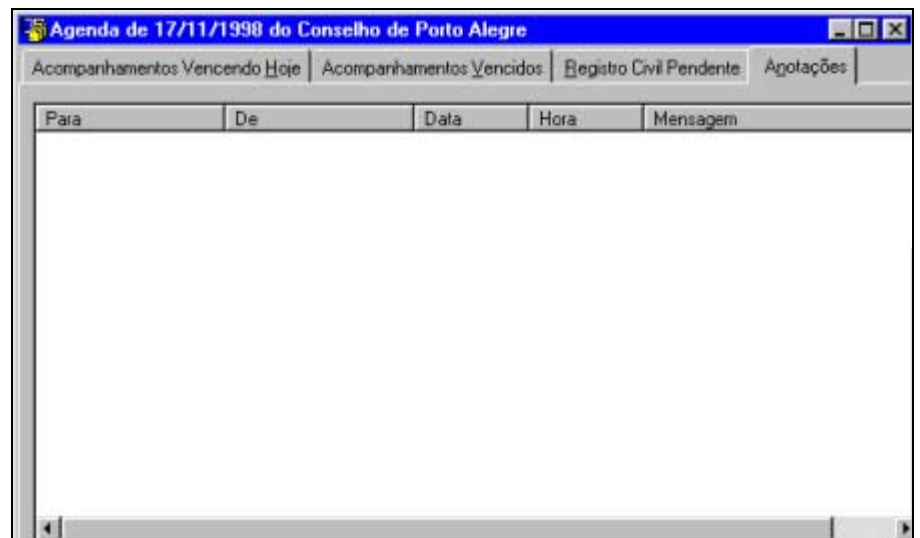 Agenda de 17/11/1998 do Conselho de Porto Alegre
Acompanhamentos Vencendo Hoje Acompanhamentos Vencidos Registro Civil Pendente Anotações
Para De Data Hora Mensagem